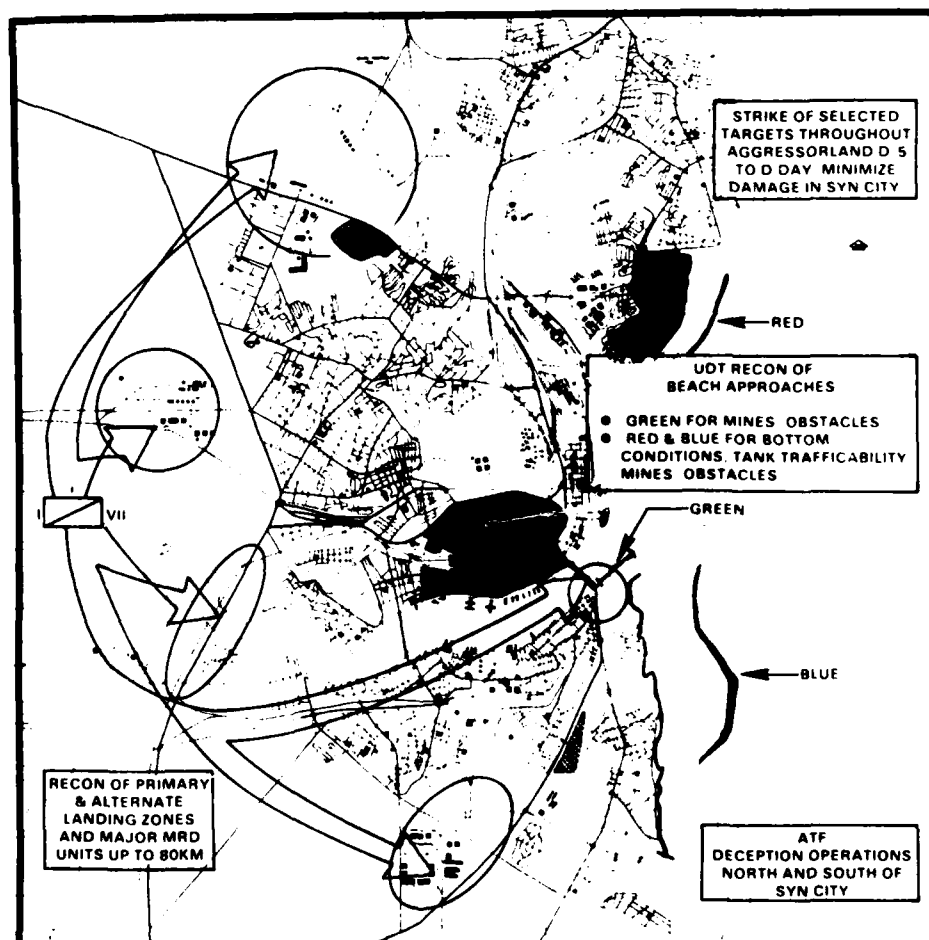 STRIKE OF SELECTED
TARGETS THROUGHOUT
AGGRESSORLAND D 5
TO D DAY MINIMIZE
DAMAGE IN SYN CITY
RED
UDT RECON OF
BEACH APPROACHES
● GREEN FOR MINES OBSTACLES
● RED & BLUE FOR BOTTOM
CONDITIONS, TANK TRAFFICABILITY
MINES OBSTACLES
I
I VII
GREEN
BLUE
RECON OF PRIMARY
& ALTERNATE
LANDING ZONES
AND MAJOR MRD
UNITS UP TO 80KM
ATF
DECEPTION OPERATIONS
NORTH AND SOUTH OF
SYN CITY